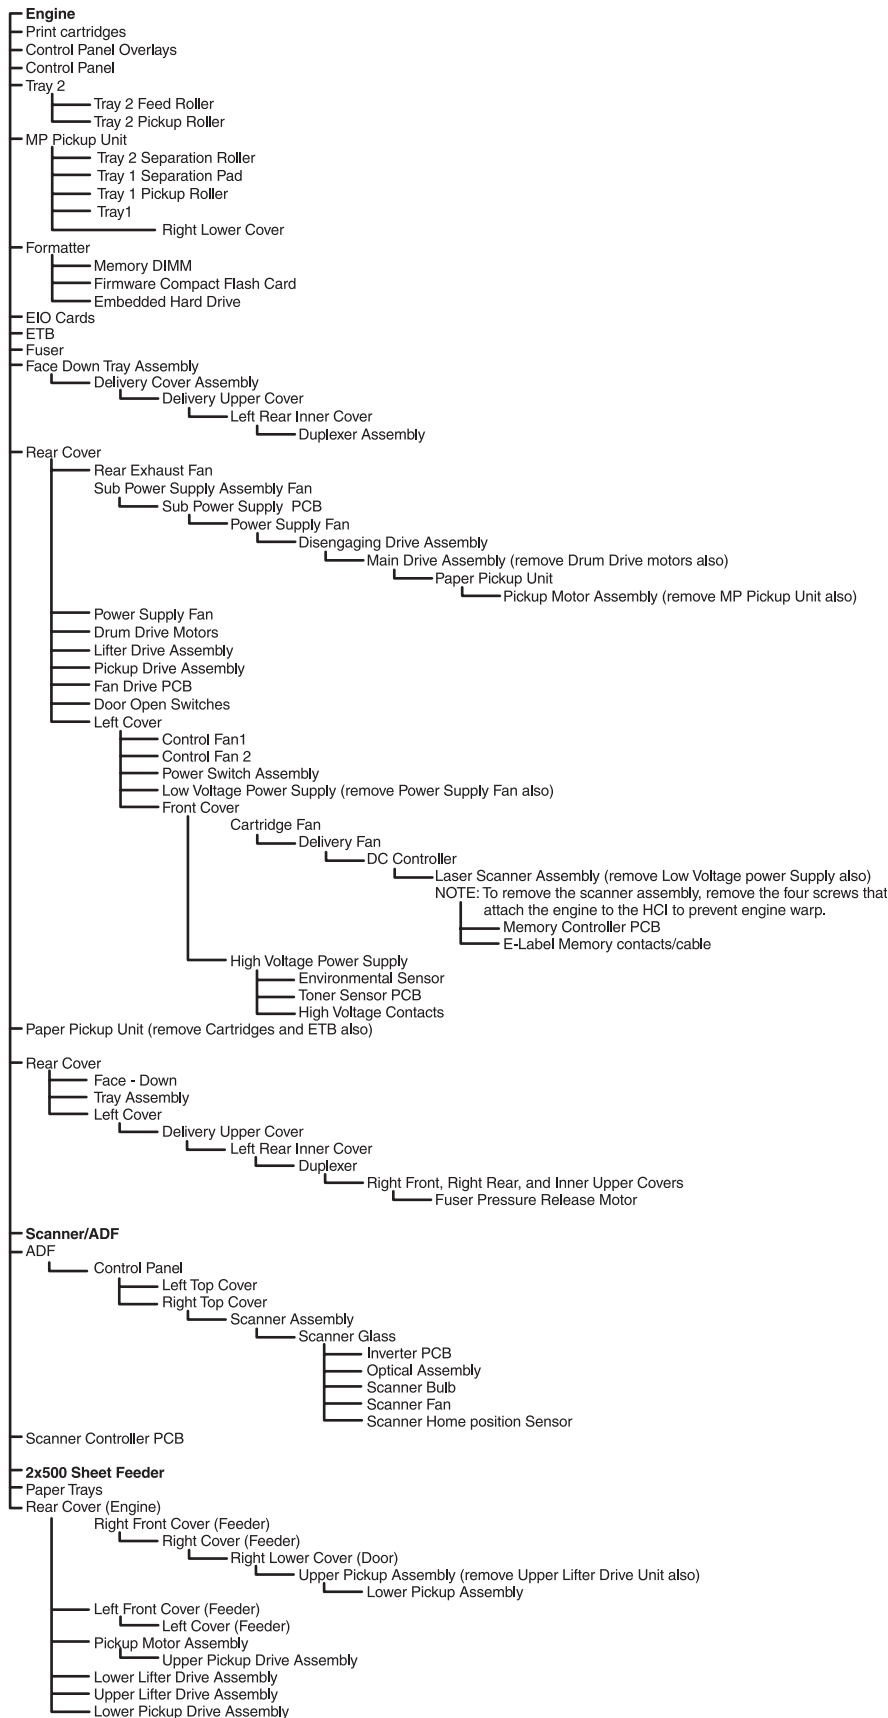 Engine
Print cartridges
Control Panel Overlays
Control Panel
Tray 2
Tray 2 Feed Roller
Tray 2 Pickup Roller
MP Pickup Unit
Tray 2 Separation Roller
Tray 1 Separation Pad
Tray 1 Pickup Roller
Tray1
Right Lower Cover
Formatter
Memory DIMM
Firmware Compact Flash Card
Embedded Hard Drive
EIO Cards
ETB
Fuser
Face Down Tray Assembly
Delivery Cover Assembly
Delivery Upper Cover
Left Rear Inner Cover
Duplexer Assembly
Rear Cover
Rear Exhaust Fan
Sub Power Supply Assembly Fan
Sub Power Supply PCB
Power Supply Fan
Disengaging Drive Assembly
Main Drive Assembly (remove Drum Drive motors also)
Paper Pickup Unit
Pickup Motor Assembly (remove MP Pickup Unit also)
Power Supply Fan
Drum Drive Motors
Lifter Drive Assembly
Pickup Drive Assembly
Fan Drive PCB
Door Open Switches
Left Cover
Control Fan1
Control Fan 2
Power Switch Assembly
Low Voltage Power Supply (remove Power Supply Fan also)
Front Cover
Cartridge Fan
Delivery Fan
DC Controller
Laser Scanner Assembly (remove Low Voltage power Supply also)
NOTE: To remove the scanner assembly, remove the four screws that
attach the engine to the HCI to prevent engine warp.
Memory Controller PCB
E-Label Memory contacts/cable
High Voltage Power Supply
Environmental Sensor
Toner Sensor PCB
High Voltage Contacts
Paper Pickup Unit (remove Cartridges and ETB also)
Rear Cover
Face - Down
Tray Assembly
Left Cover
Delivery Upper Cover
Left Rear Inner Cover
Duplexer
Right Front, Right Rear, and Inner Upper Covers
Fuser Pressure Release Motor
Scanner/ADF
ADF
Control Panel
Left Top Cover
Right Top Cover
Scanner Assembly
Scanner Glass
Inverter PCB
Optical Assembly
Scanner Bulb
Scanner Fan
Scanner Home position Sensor
Scanner Controller PCB
2x500 Sheet Feeder
Paper Trays
Rear Cover (Engine)
Right Front Cover (Feeder)
Right Cover (Feeder)
Right Lower Cover (Door)
Upper Pickup Assembly (remove Upper Lifter Drive Unit also)
Lower Pickup Assembly
Left Front Cover (Feeder)
Left Cover (Feeder)
Pickup Motor Assembly
Upper Pickup Drive Assembly
Lower Lifter Drive Assembly
Upper Lifter Drive Assembly
Lower Pickup Drive Assembly